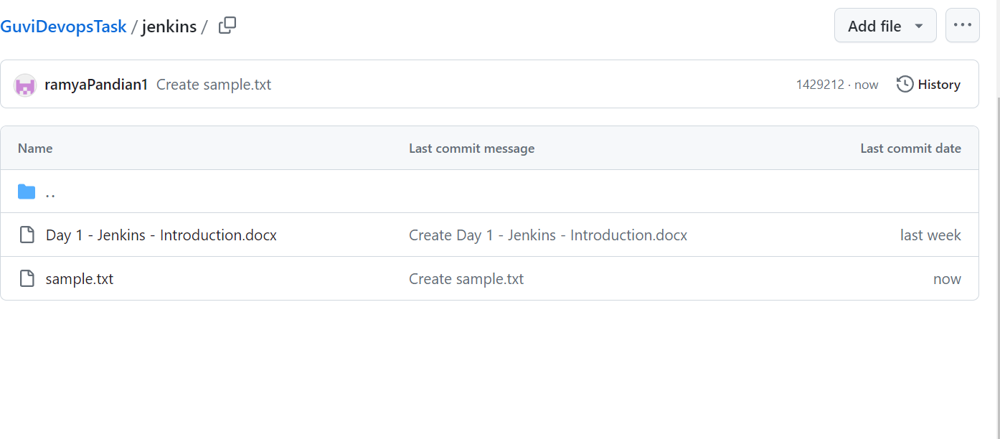 GuviDevopsTask / jenkins /
Add file
ramyaPandian1 Create sample.txt 1429212 · now History
Name Last commit message Last commit date
..
Day 1 - Jenkins - Introduction.docx Create Day 1 - Jenkins - Introduction.docx last week
sample.txt Create sample.txt now